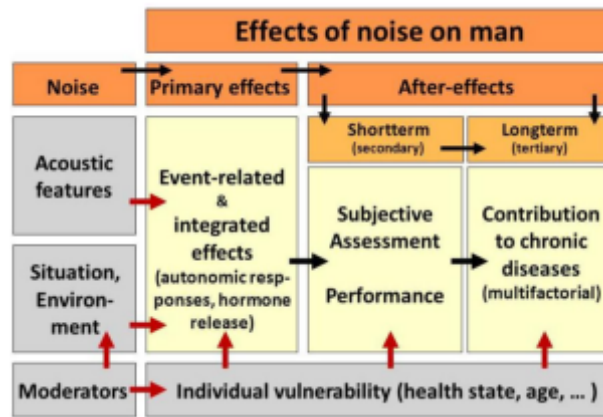 Effects of noise on man
Noise
Primary effects
After-effects
Shortterm
(secondary)
Longterm
(tertiary)
Acoustic
features
Situation,
Environ-
ment
Event-related
&
integrated
effects
(autonomic resp-
ponses, hormone
release)
Subjective
Assessment
Performance
Contribution
to chronic
diseases
(multifactorial)
Moderators
Individual vulnerability (health state, age, ... )